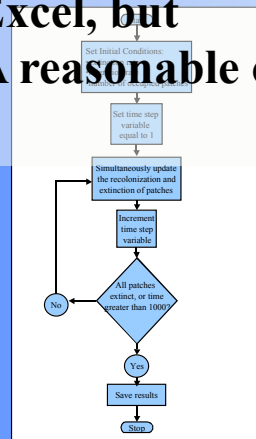 Excel, but
Set Initial Conditions:
A reasonable
number of occupied patches
Set time step
variable
equal to 1
Simultaneously update
the recolonization and
extinction of patches
Increment
time step
variable
All patches
extinct, or time
greater than 1000?
No
Yes
Save results
Stop